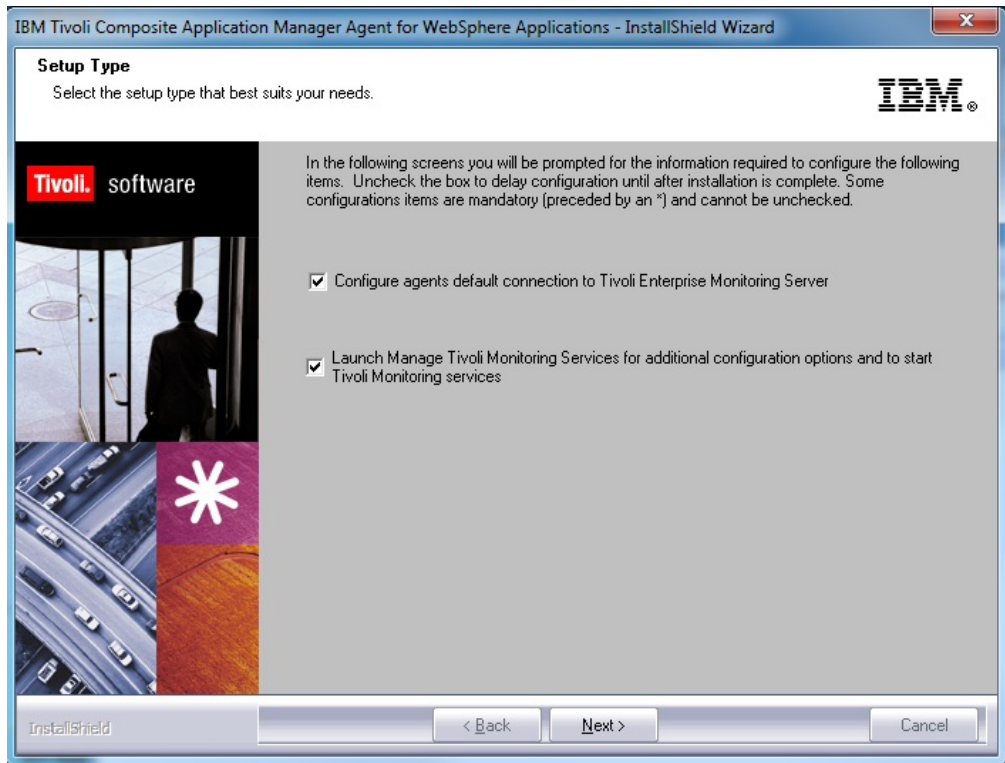 IBM Tivoli Composite Application Manager Agent for WebSphere Applications - InstallShield Wizard
Setup Type
Select the setup type that best suits your needs.
IBM®
Tivoli. software
In the following screens you will be prompted for the information required to configure the following
items. Uncheck the box to delay configuration until after installation is complete. Some
configurations items are mandatory (preceded by an *) and cannot be unchecked.
Configure agents default connection to Tivoli Enterprise Monitoring Server
Launch Manage Tivoli Monitoring Services for additional configuration options and to start
Tivoli Monitoring services
InstallShield
< Back
Next >
Cancel